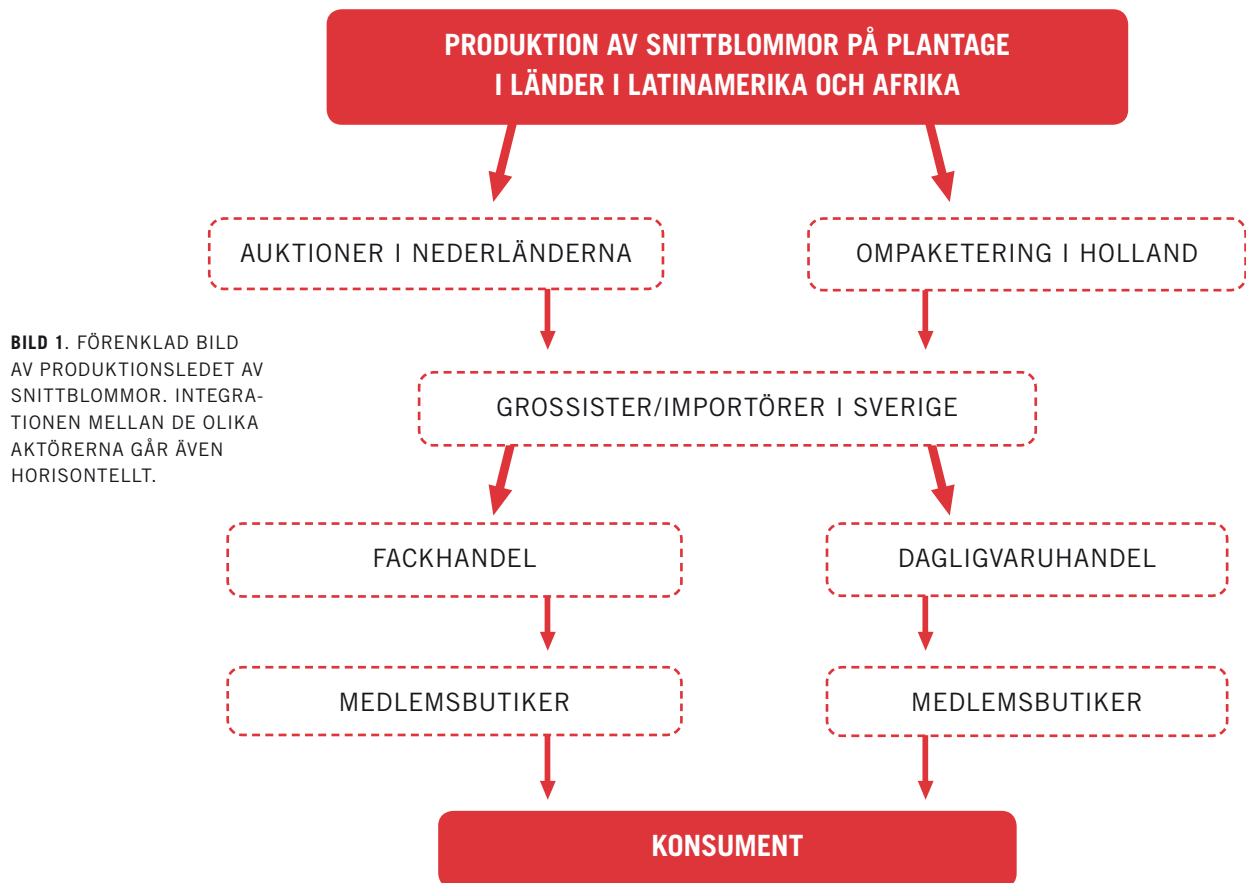 PRODUKTION AV SNITTBLOMMOR PÅ PLANTAGE
I LÄNDER I LATINAMERIKA OCH AFRIKA
AUKTIONER I NEDERLÄNDERNA
OMPAKETERING I HOLLAND
BILD 1. FÖRENKLAD BILD
AV PRODUKTIONSLEDET AV
SNITTBLOMMOR. INTEGRA-
TIONEN MELLAN DE OLIKA
AKTÖRERNA GÅR ÄVEN
HORISONTELLT.
GROSSISTER/IMPORTÖRER I SVERIGE
FACKHANDEL
DAGLIGVARUHANDEL
MEDLEMSBUTIKER
MEDLEMSBUTIKER
KONSUMENT